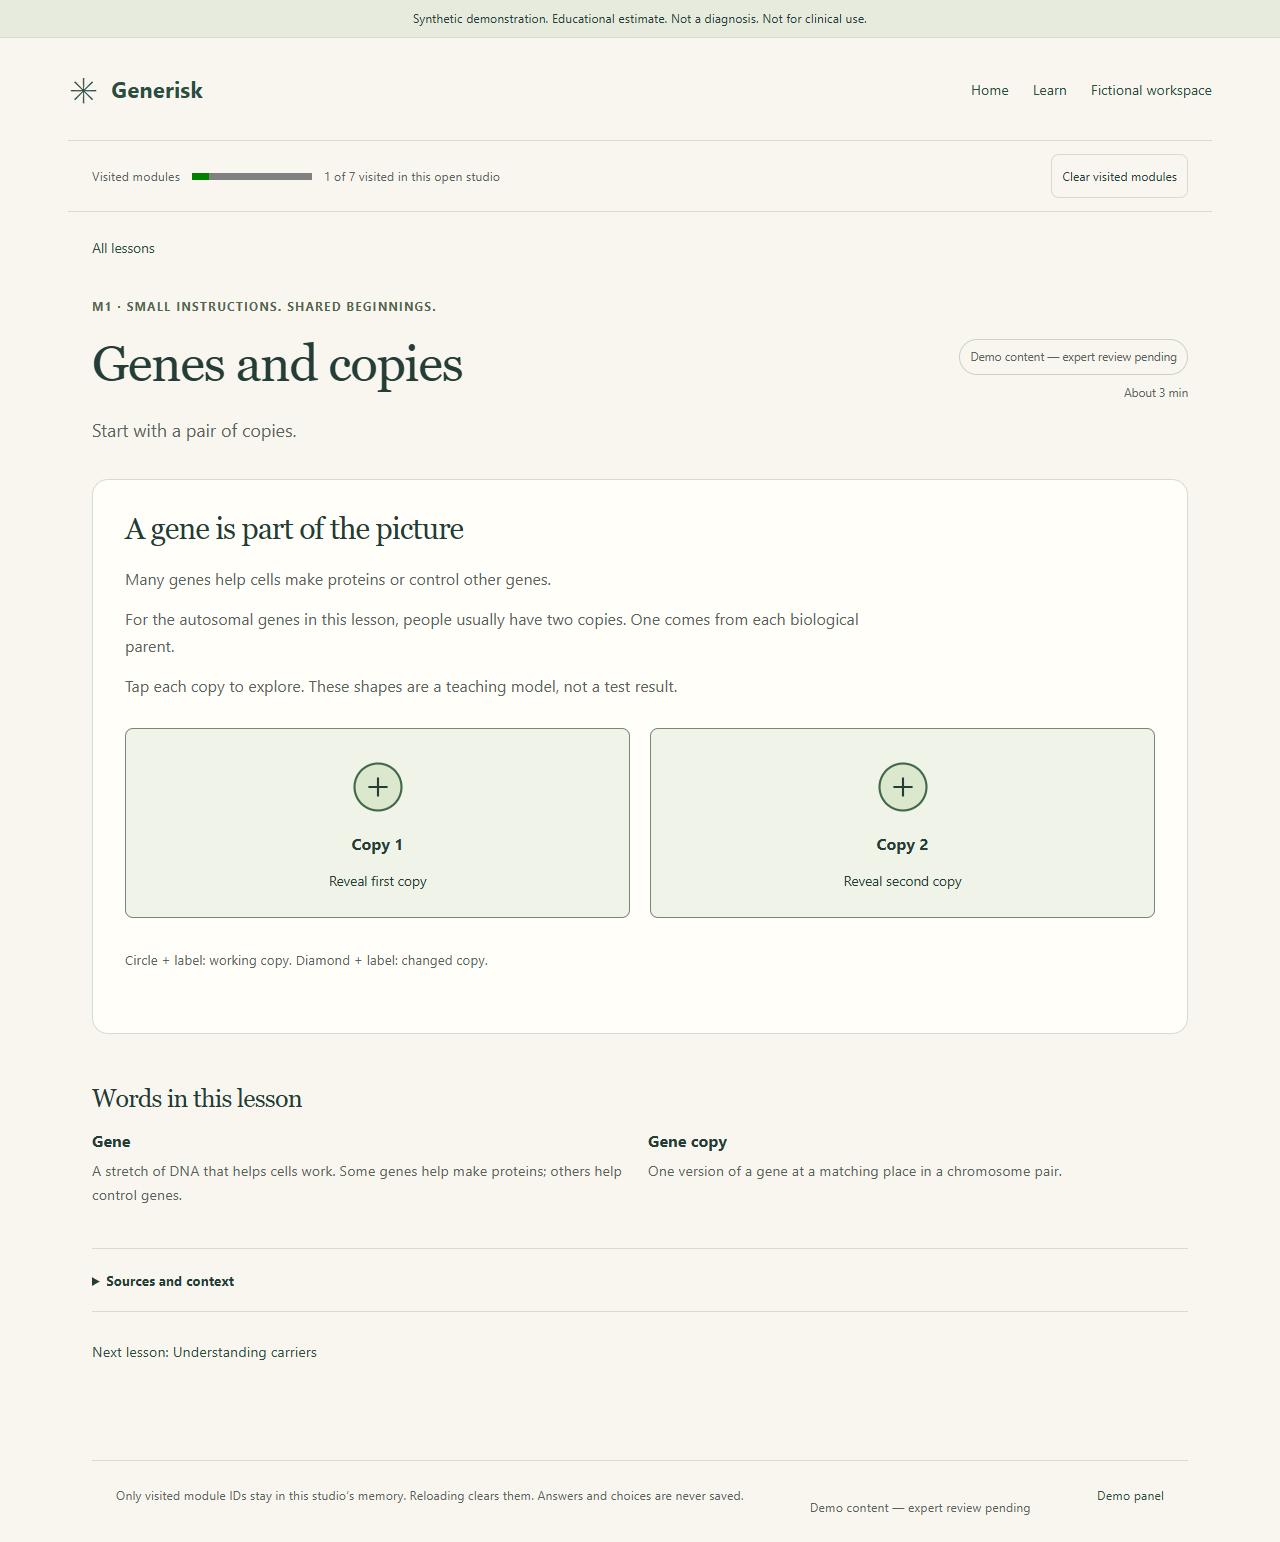 Synthetic demonstration. Educational estimate. Not a diagnosis. Not for clinical use.
Generisk
Home
Learn
Fictional workspace
Visited modules
1 of 7 visited in this open studio
Clear visited modules
All lessons
M1 · SMALL INSTRUCTIONS. SHARED BEGINNINGS.
Genes and copies
Demo content — expert review pending
About 3 min
Start with a pair of copies.
A gene is part of the picture
Many genes help cells make proteins or control other genes.
For the autosomal genes in this lesson, people usually have two copies. One comes from each biological
parent.
Tap each copy to explore. These shapes are a teaching model, not a test result.
Copy 1
Reveal first copy
Copy 2
Reveal second copy
Circle + label: working copy. Diamond + label: changed copy.
Words in this lesson
Gene
A stretch of DNA that helps cells work. Some genes help make proteins; others help
control genes.
Gene copy
One version of a gene at a matching place in a chromosome pair.
Sources and context
Next lesson: Understanding carriers
Only visited module IDs stay in this studio's memory. Reloading clears them. Answers and choices are never saved.
Demo content — expert review pending
Demo panel